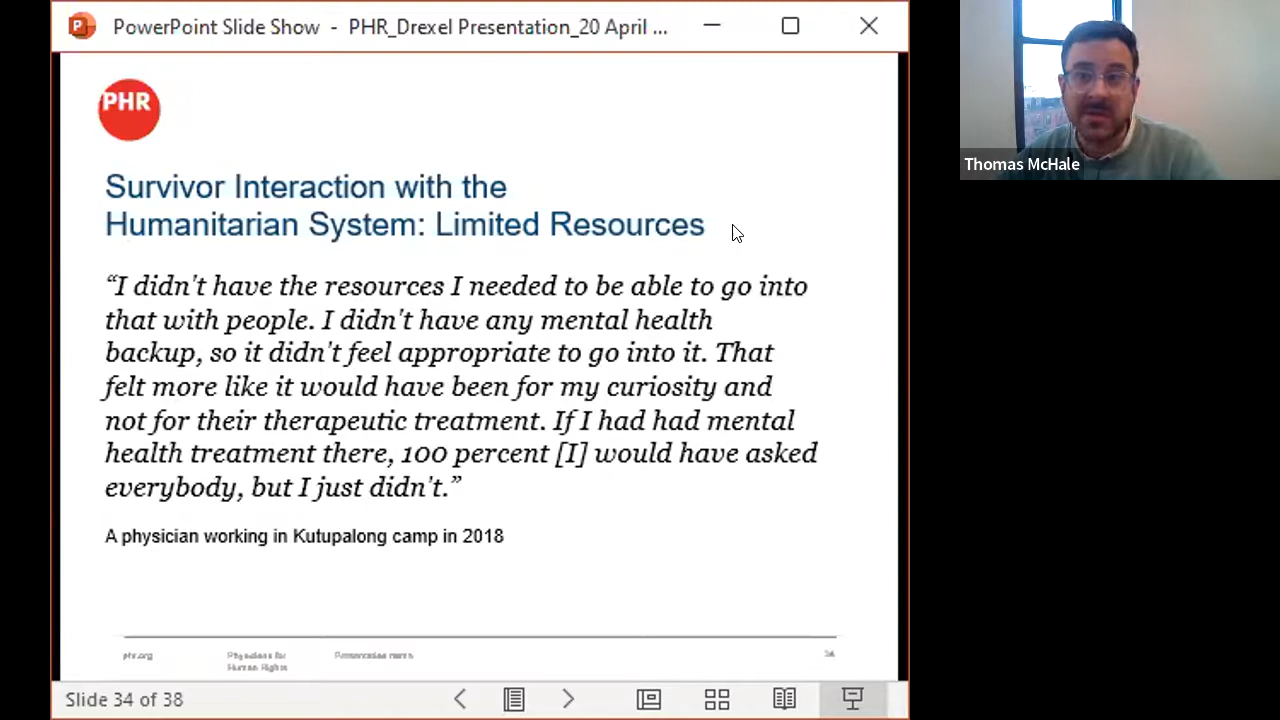 PowerPoint Slide Show - PHR_Drexel Presentation_20 April ...
PHR
Survivor Interaction with the
Humanitarian System: Limited Resources
“I didn't have the resources I needed to be able to go into
that with people. I didn't have any mental health
backup, so it didn't feel appropriate to go into it. That
felt more like it would have been for my curiosity and
not for their therapeutic treatment. If I had had mental
health treatment there, 100 percent [I] would have asked
everybody, but I just didn't.”
A physician working in Kutupalong camp in 2018
phr.org
Physicians for
Human Rights
Presentation name
34
Slide 34 of 38
Thomas McHale